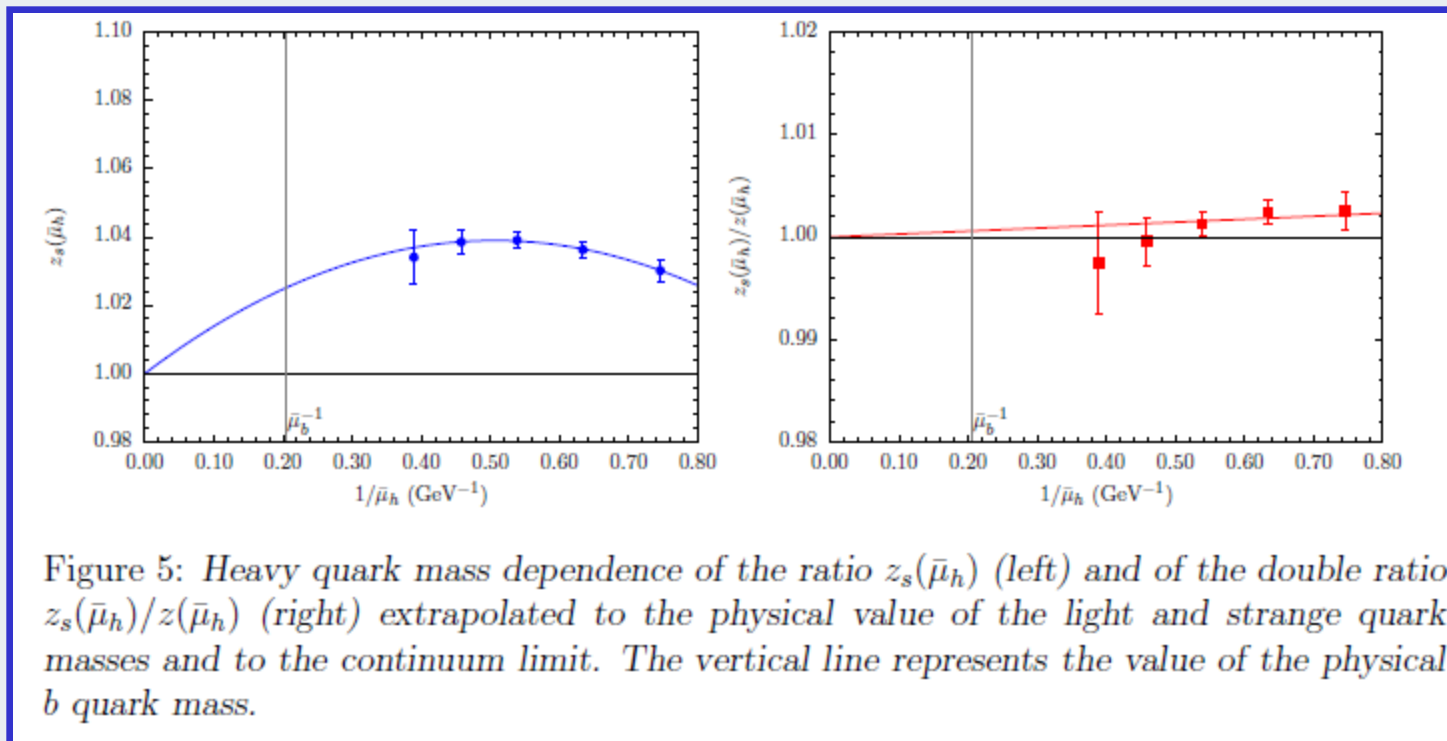 1.10
1.08
1.06
1.04
1.02
1.00
0.98
z_s(μ̄_h)
μ̄_b^{-1}
0.00 0.10 0.20 0.30 0.40 0.50 0.60 0.70 0.80
1/μ̄_h (GeV^{-1})
1.02
1.01
1.00
0.99
0.98
z_s(μ̄_h)/z(μ̄_h)
μ̄_b^{-1}
0.00 0.10 0.20 0.30 0.40 0.50 0.60 0.70 0.80
1/μ̄_h (GeV^{-1})
Figure 5: Heavy quark mass dependence of the ratio z_s(μ̄_h) (left) and of the double ratio
z_s(μ̄_h)/z(μ̄_h) (right) extrapolated to the physical value of the light and strange quark
masses and to the continuum limit. The vertical line represents the value of the physical
b quark mass.